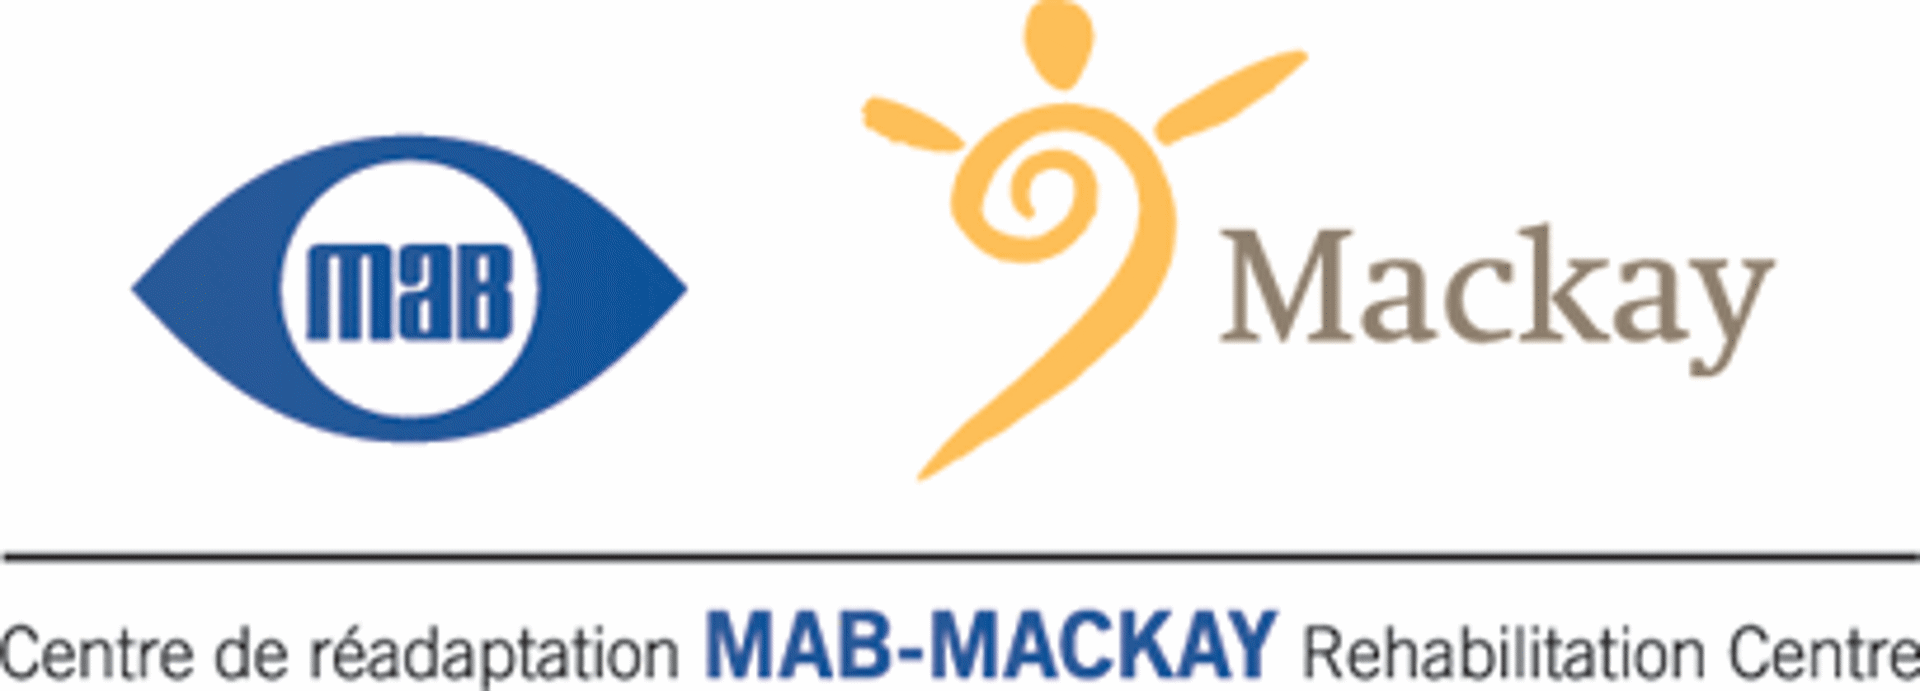 maB
Mackay
Centre de réadaptation MAB-MACKAY Rehabilitation Centre